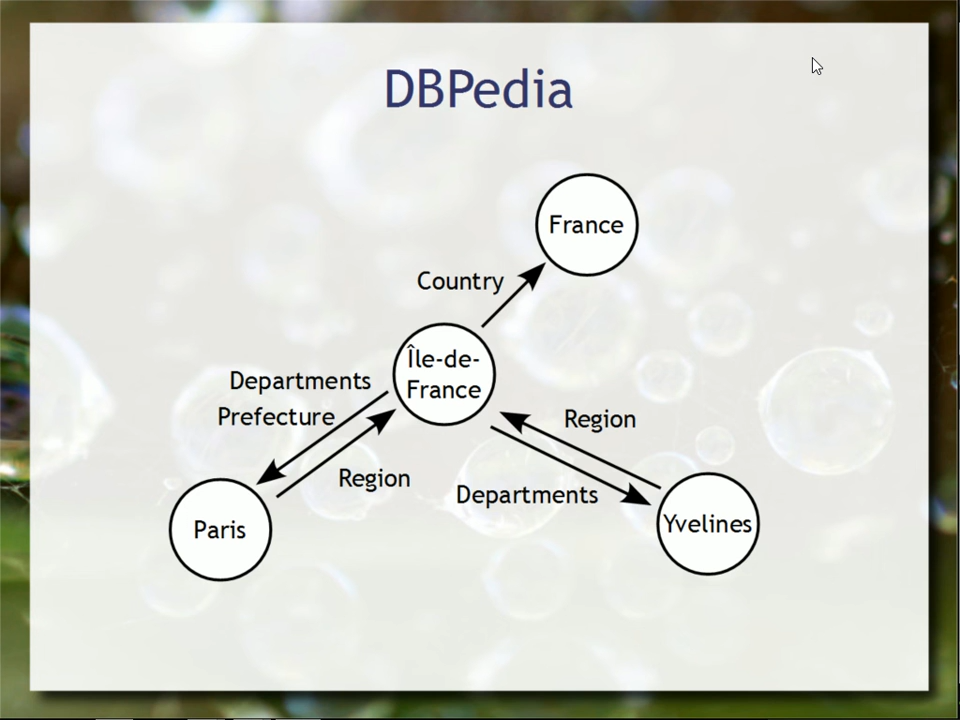 DBPedia
France
Country
Île-de-
France
Departments
Prefecture
Region
Region
Departments
Paris
Yvelines